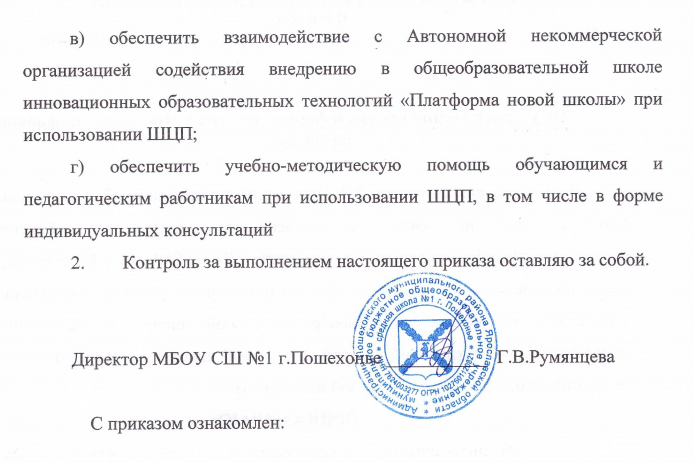 в) обеспечить взаимодействие с Автономной некоммерческой
организацией содействия внедрению в общеобразовательной школе
инновационных образовательных технологий «Платформа новой школы» при
использовании ШЦП;
г) обеспечить учебно-методическую помощь обучающимся и
педагогическим работникам при использовании ШЦП, в том числе в форме
индивидуальных консультаций
2. Контроль за выполнением настоящего приказа оставляю за собой.
Администрация Пошехонского муниципального района Ярославской области
муниципальное бюджетное общеобразовательное учреждение
средняя школа №1 г. Пошехонье
ИНН 7624003277 ОГРН
Директор МБОУ СШ №1 г.Пошехонье Г.В.Румянцева
С приказом ознакомлен: